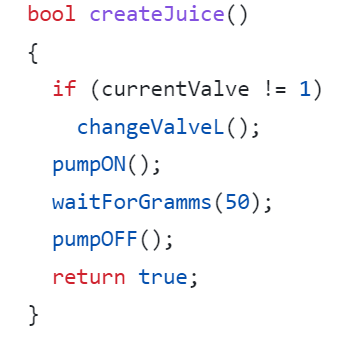 bool createJuice()
{
  if (currentValve != 1)
    changeValveL();
  pumpON();
  waitForGramms(50);
  pumpOFF();
  return true;
}